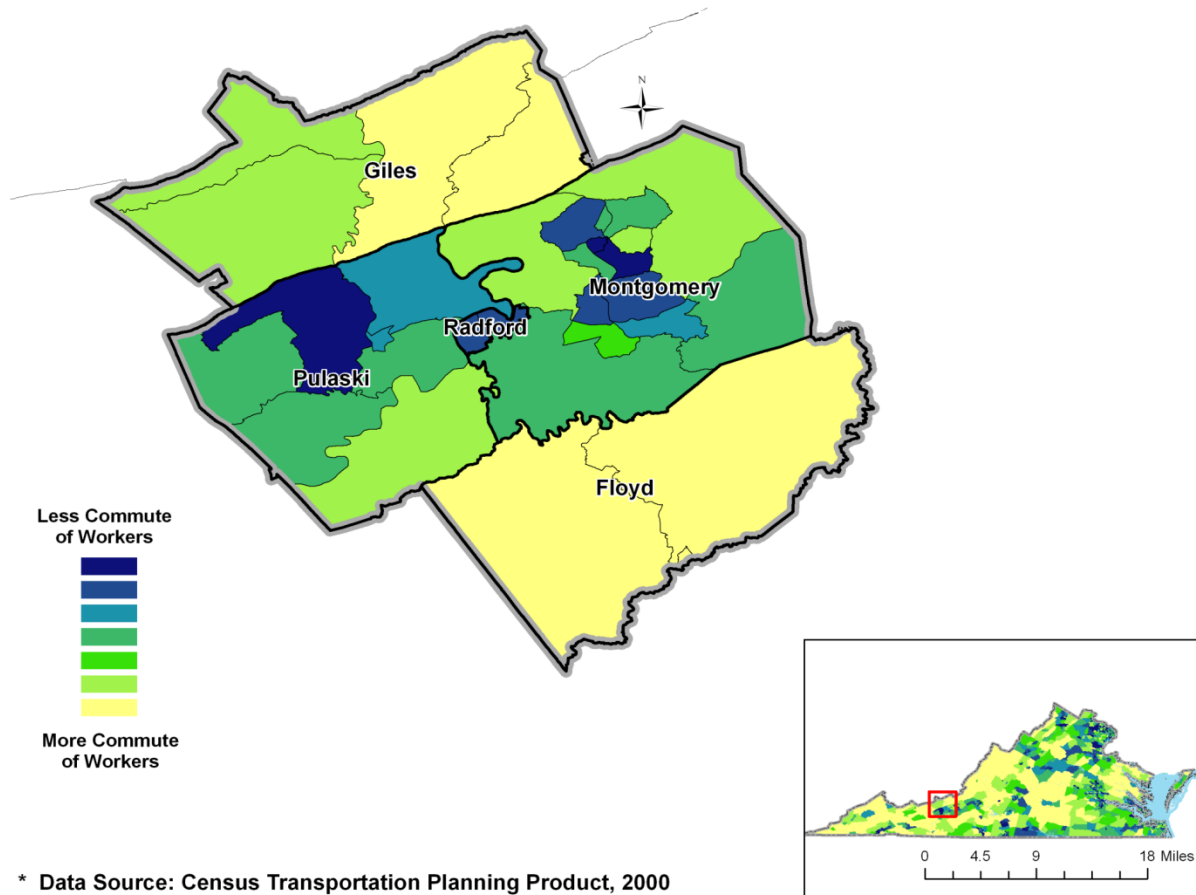 N
Giles
Montgomery
Radford
Pulaski
Floyd
Less Commute
of Workers
More Commute
of Workers
0 4.5 9 18 Miles
* Data Source: Census Transportation Planning Product, 2000